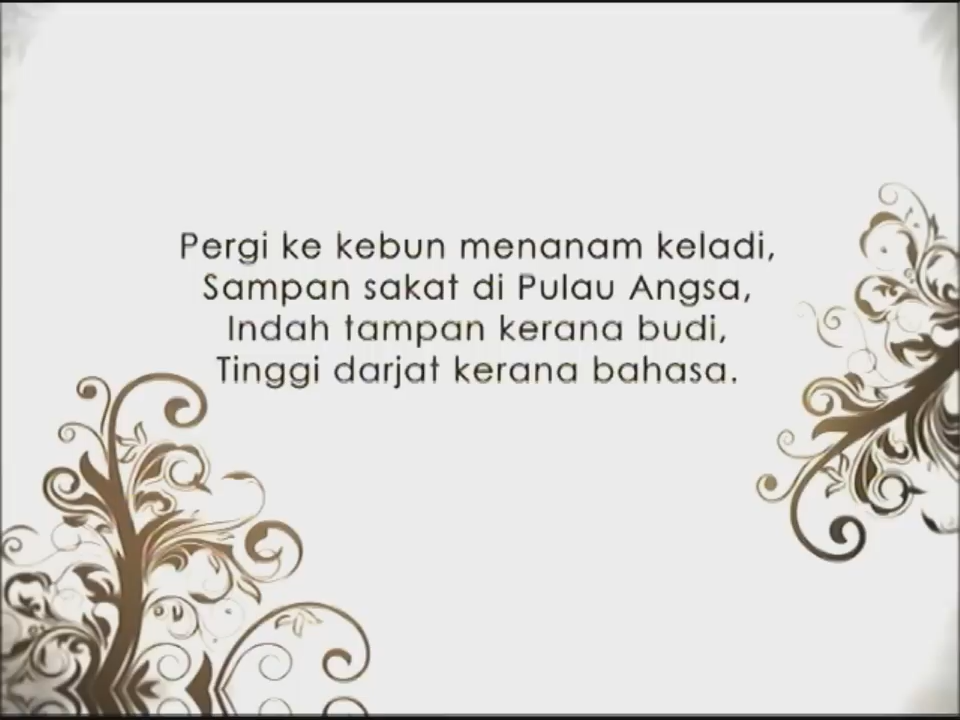 Pergi ke kebun menanam keladi,
Sampan sakat di Pulau Angsa,
Indah tampan kerana budi,
Tinggi darjat kerana bahasa.